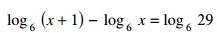 log₆ (x + 1) − log₆ x = log₆ 29